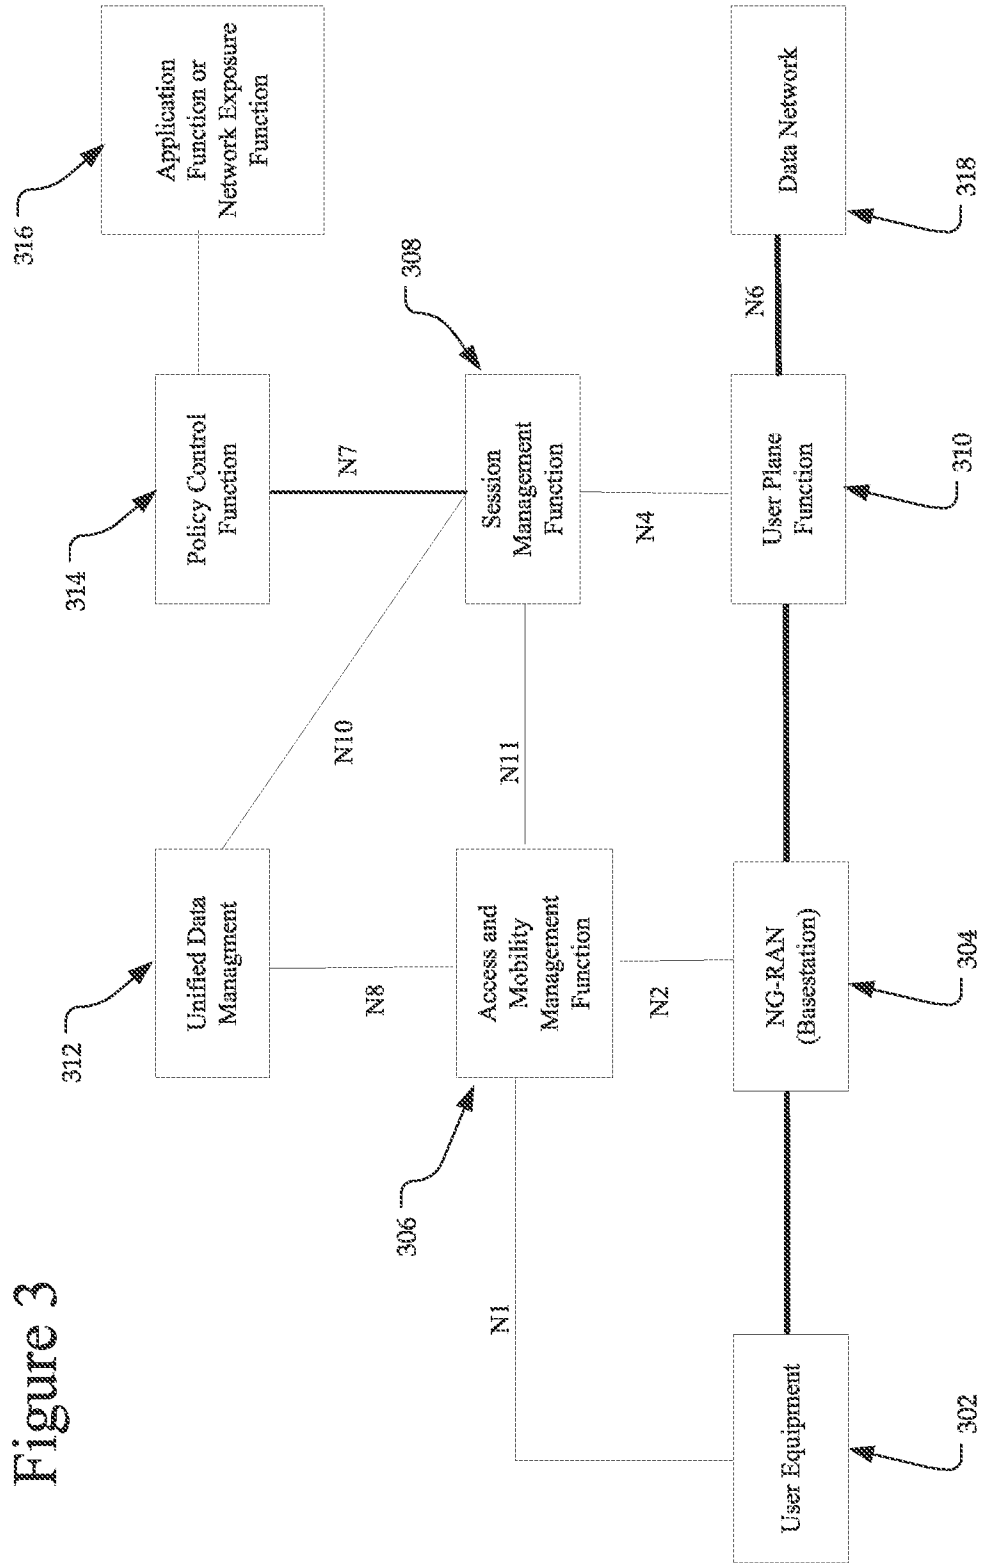 Figure 3
316
Application
Function or
Network Exposure
Function
314
Policy Control
Function
312
Unified Data
Managment
N7
N10
N8
308
Session
Management
Function
N11
306
Access and
Mobility
Management
Function
N1
N4
N2
N6
User Equipment
302
NG-RAN
(Basestation)
304
User Plane
Function
310
Data Network
318